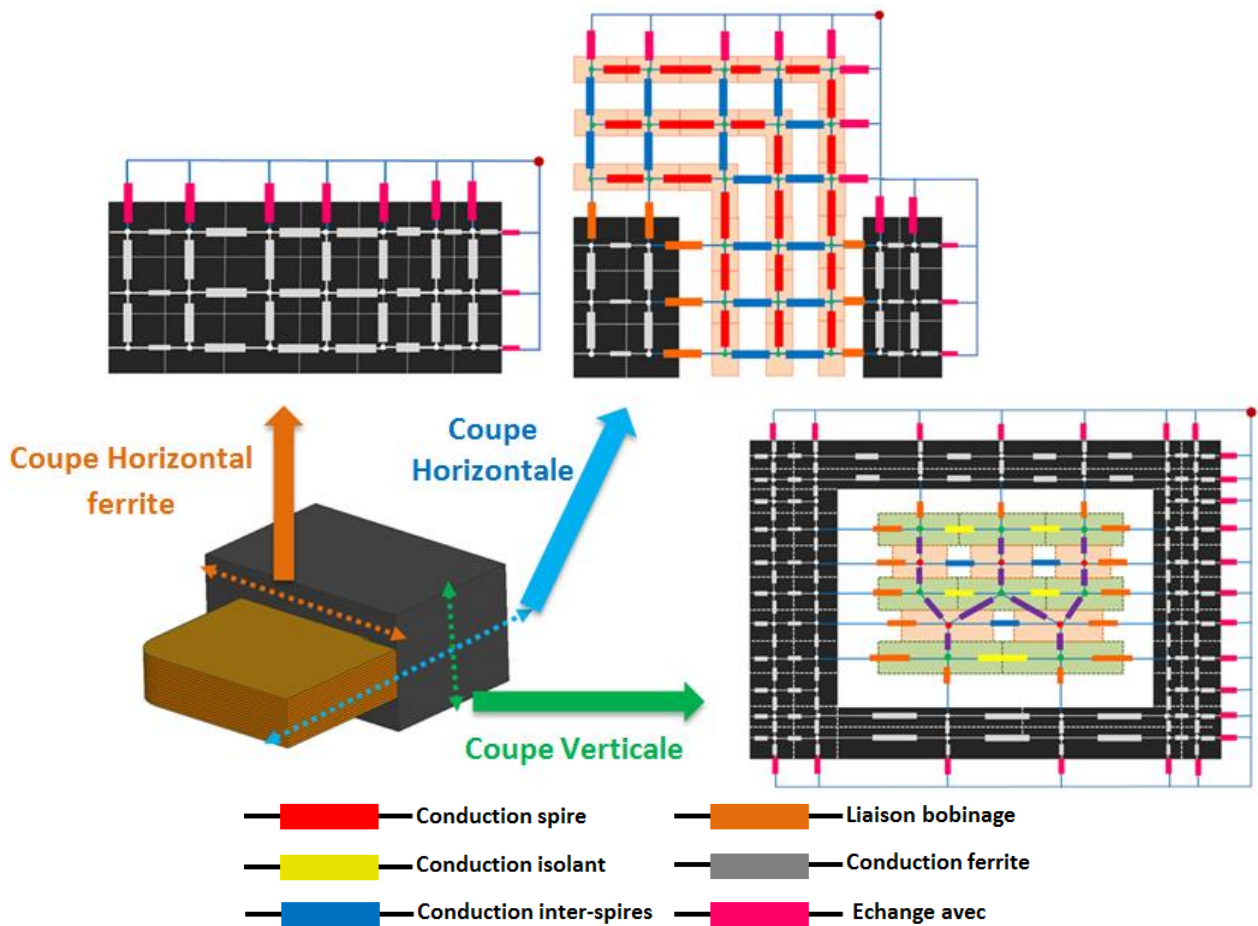 Coupe Horizontal
ferrite
Coupe
Horizontale
Coupe Verticale
Conduction spire
Liaison bobinage
Conduction isolant
Conduction ferrite
Conduction inter-spires
Echange avec